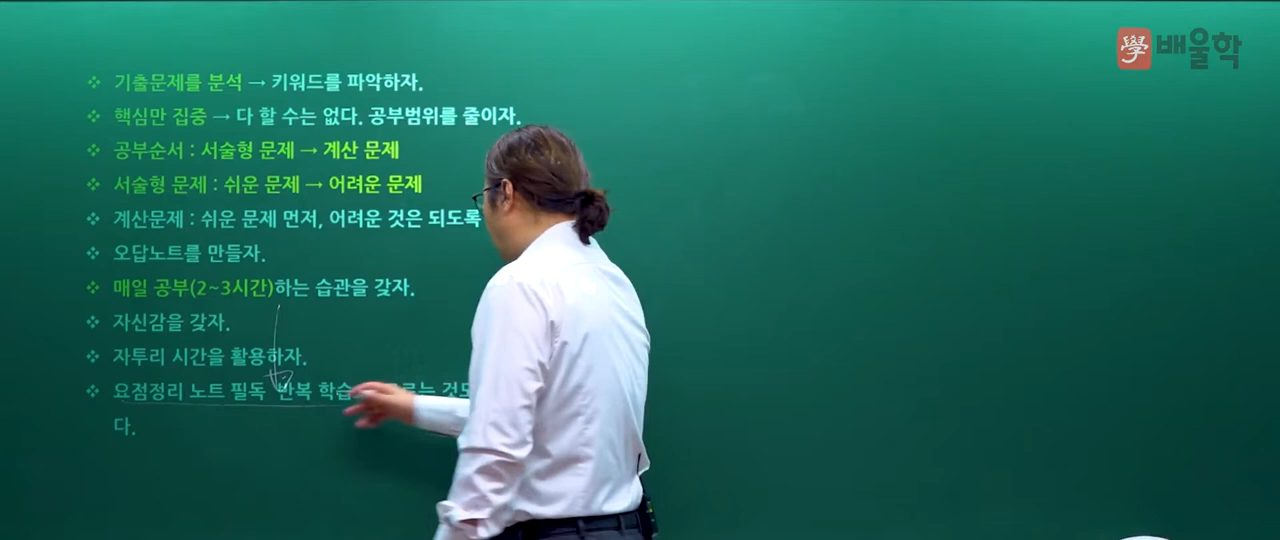 學 배울학
❖ 기출문제를 분석 → 키워드를 파악하자.
❖ 핵심만 집중 → 다 할 수는 없다. 공부범위를 줄이자.
❖ 공부순서 : 서술형 문제 → 계산 문제
❖ 서술형 문제 : 쉬운 문제 → 어려운 문제
❖ 계산문제 : 쉬운 문제 먼저, 어려운 것은 되도록
❖ 오답노트를 만들자.
❖ 매일 공부(2~3시간)하는 습관을 갖자.
❖ 자신감을 갖자.
❖ 자투리 시간을 활용하자.
❖ 요점정리 노트 필독 반복 학습 것도
다.